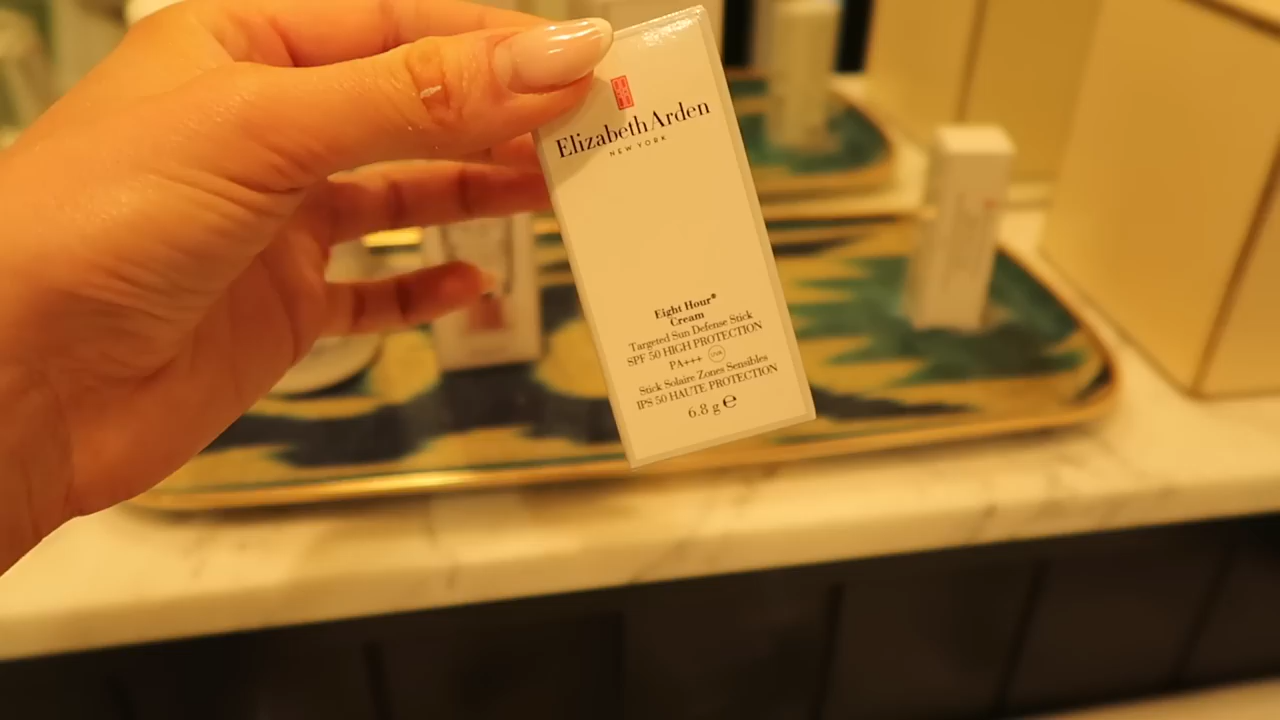 Elizabeth Arden
NEW YORK
Eight Hour®
Cream
Targeted Sun Defense Stick
SPF 50 HIGH PROTECTION
PA+++ UVA
Stick Solaire Zones Sensibles
IPS 50 HAUTE PROTECTION
6.8 g ℮